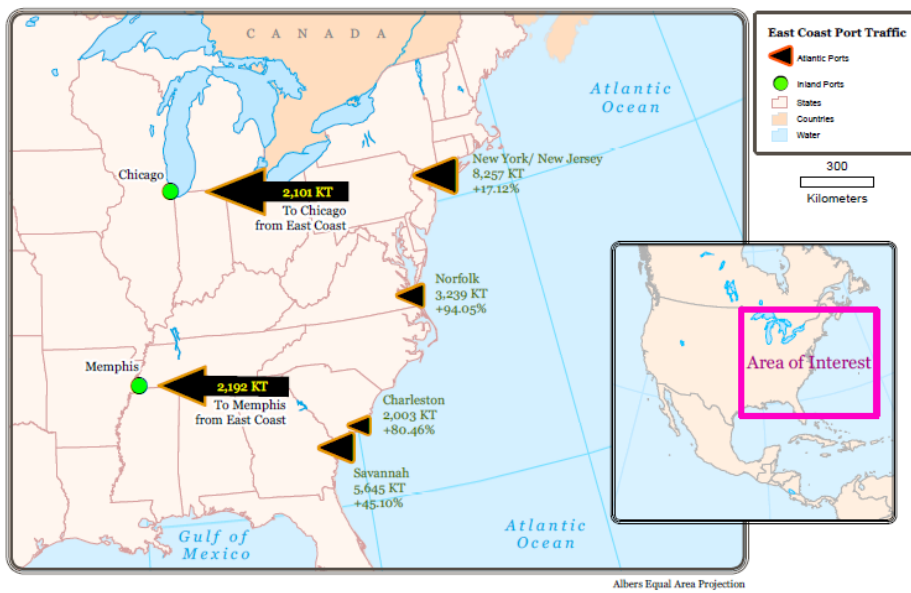 CANADA
Atlantic
Ocean
Chicago
2,101 KT
To Chicago
from East Coast
New York/ New Jersey
8,257 KT
+17.12%
Norfolk
3,239 KT
+94.05%
Memphis
2,192 KT
To Memphis
from East Coast
Charleston
2,003 KT
+80.46%
Savannah
5,645 KT
+45.10%
Gulf of
Mexico
Atlantic
Ocean
East Coast Port Traffic
Atlantic Ports
Inland Ports
States
Countries
Water
300
Kilometers
Area of Interest
Albers Equal Area Projection